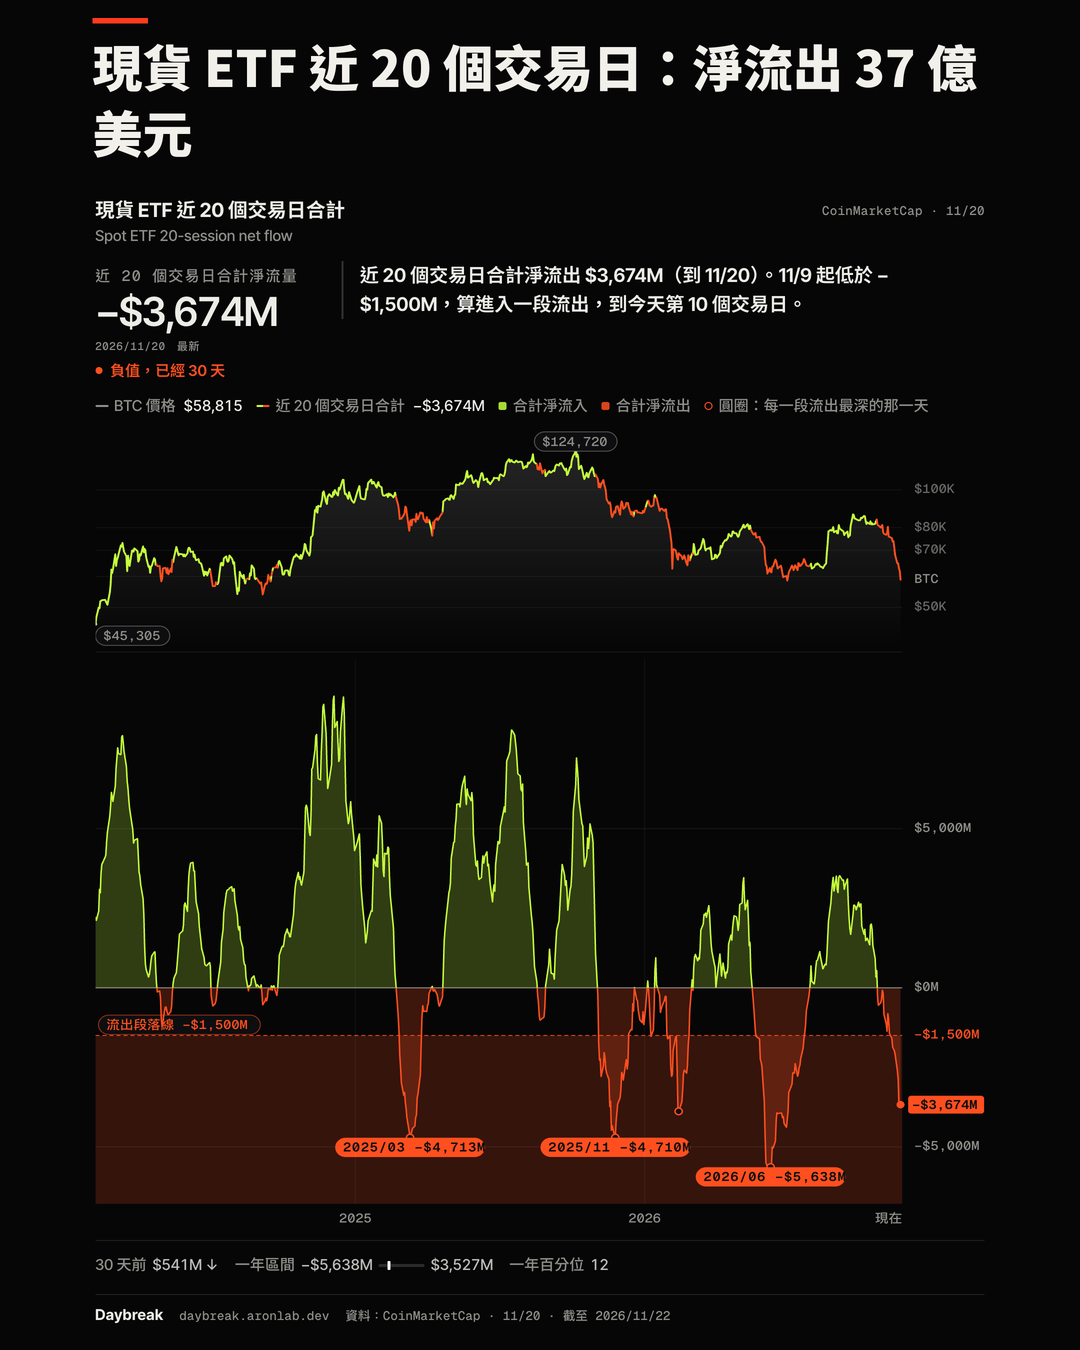 現貨 ETF 近 20 個交易日：淨流出 37 億
美元
現貨 ETF 近 20 個交易日合計
CoinMarketCap · 11/20
Spot ETF 20-session net flow
近 20 個交易日合計淨流量
−$3,674M
2026/11/20 最新
負值，已經 30 天
近 20 個交易日合計淨流出 $3,674M（到 11/20）。11/9 起低於 −
$1,500M，算進入一段流出，到今天第 10 個交易日。
BTC 價格 $58,815 近 20 個交易日合計 −$3,674M 合計淨流入 合計淨流出 圓圈：每一段流出最深的那一天
$124,720
$100K
$80K
$70K
BTC
$50K
$45,305
$5,000M
$0M
流出段落線 −$1,500M
−$1,500M
−$3,674M
−$5,000M
2025/03 −$4,713M
2025/11 −$4,710M
2026/06 −$5,638M
2025
2026
現在
30 天前 $541M ↓ 一年區間 −$5,638M $3,527M 一年百分位 12
Daybreak daybreak.aronlab.dev 資料：CoinMarketCap · 11/20 · 截至 2026/11/22